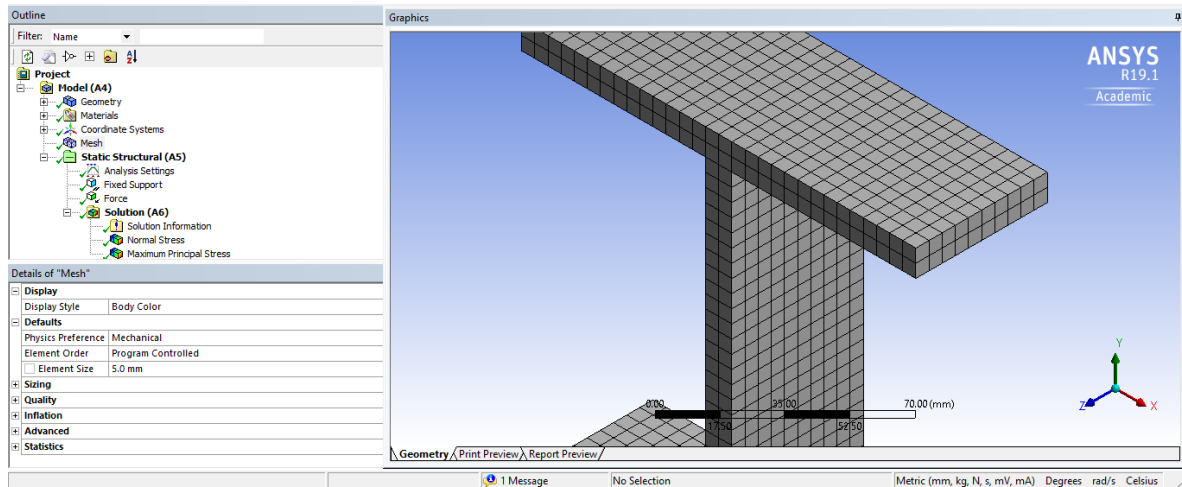 Outline
Filter: Name
Project
Model (A4)
Geometry
Materials
Coordinate Systems
Mesh
Static Structural (A5)
Analysis Settings
Fixed Support
Force
Solution (A6)
Solution Information
Normal Stress
Maximum Principal Stress
Details of "Mesh"
Display
Display Style Body Color
Defaults
Physics Preference Mechanical
Element Order Program Controlled
Element Size 5.0 mm
Sizing
Quality
Inflation
Advanced
Statistics
Graphics
ANSYS
R19.1
Academic
0.00 35.00 70.00 (mm)
17.50 52.50
Y
Z X
Geometry Print Preview Report Preview
1 Message No Selection Metric (mm, kg, N, s, mV, mA) Degrees rad/s Celsius